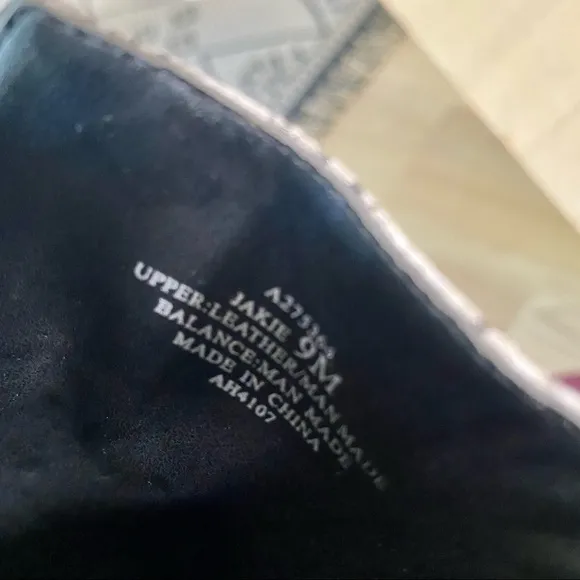 JAKIE 9M
UPPER:LEATHER/MAN MADE
BALANCE:MAN MADE
MADE IN CHINA
AH4107